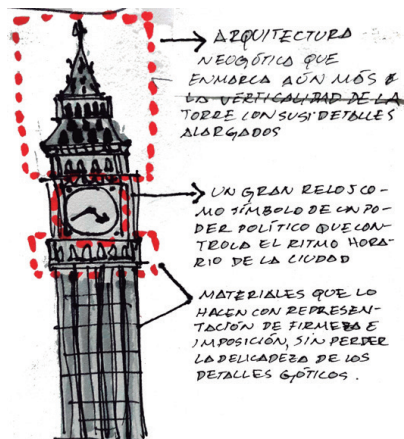 ARQUITECTURA
NEOGÓTICA QUE
ENMARCA AÚN MÁS
LA VERTICALIDAD DE LA
TORRE CON SUS DETALLES
ALARGADOS
UN GRAN RELOJ CO-
MO SÍMBOLO DE UN PO-
DER POLÍTICO QUE CON
TROLA EL RITMO HORA-
RIO DE LA CIUDAD
MATERIALES QUE LO
HACEN CON REPRESEN-
TACIÓN DE FIRMEZA E
IMPOSICIÓN, SIN PERDER
LA DELICADEZA DE LOS
DETALLES GÓTICOS.